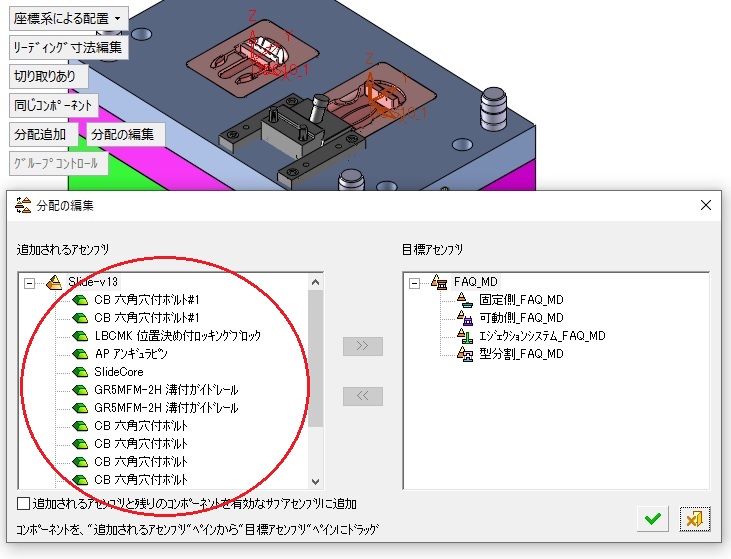 座標系による配置
リーディング寸法編集
切り取りあり
同じコンポーネント
分配追加 分配の編集
グループコントロール
Z
Z
分配の編集
追加されるアセンブリ
Slide-v13
CB 六角穴付ボルト#1
CB 六角穴付ボルト#1
LBCMK 位置決め付ロッキングブロック
AP アンギュラピン
SlideCore
GR5MFM-2H 溝付ガイドレール
GR5MFM-2H 溝付ガイドレール
CB 六角穴付ボルト
CB 六角穴付ボルト
CB 六角穴付ボルト
CB 六角穴付ボルト
>>
<<
目標アセンブリ
FAQ_MD
固定側_FAQ_MD
可動側_FAQ_MD
エジェクションシステム_FAQ_MD
型分割_FAQ_MD
追加されるアセンブリと残りのコンポーネントを有効なサブアセンブリに追加
コンポーネントを、"追加されるアセンブリ"ペインから"目標アセンブリ"ペインにドラッグ